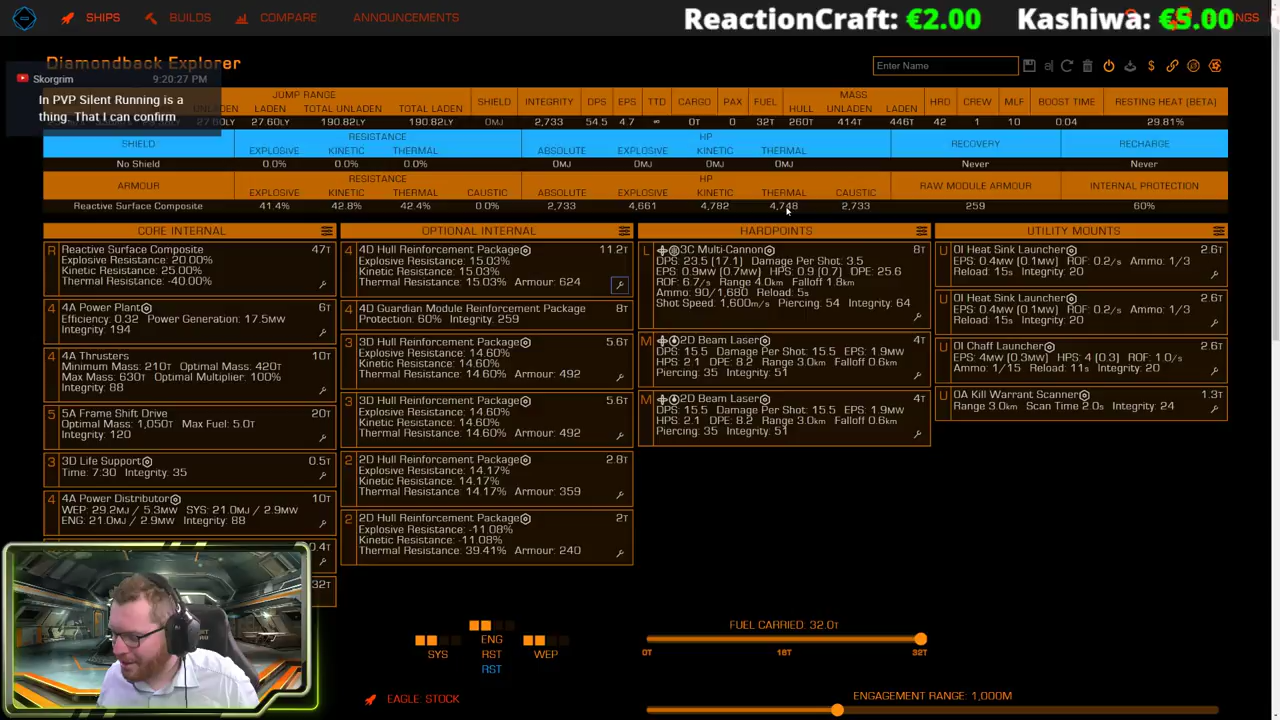 SHIPS
BUILDS
COMPARE
ANNOUNCEMENTS
ReactionCraft: €2.00 Kashiwa: €5.00
Diamondback Explorer
Enter Name
Skorgrim 9:20:27 PM
In PVP Silent Running is a
thing. That I can confirm
JUMP RANGE SHIELD INTEGRITY DPS EPS TTD CARGO PAX FUEL MASS HRD CREW MLF BOOST TIME RESTING HEAT (BETA)
LADEN TOTAL UNLADEN TOTAL LADEN HULL UNLADEN LADEN
27.60LY 190.82LY 190.82LY 0MJ 2,733 54.5 4.7 ∞ 0T 0 32T 260T 414T 446T 42 1 10 0.04 29.81%
SHIELD RESISTANCE HP RECOVERY RECHARGE
EXPLOSIVE KINETIC THERMAL ABSOLUTE EXPLOSIVE KINETIC THERMAL
No Shield 0.0% 0.0% 0.0% 0MJ 0MJ 0MJ 0MJ Never Never
ARMOUR RESISTANCE HP RAW MODULE ARMOUR INTERNAL PROTECTION
EXPLOSIVE KINETIC THERMAL CAUSTIC ABSOLUTE EXPLOSIVE KINETIC THERMAL CAUSTIC
Reactive Surface Composite 41.4% 42.8% 42.4% 0.0% 2,733 4,661 4,782 4,748 2,733 259 60%
CORE INTERNAL
R Reactive Surface Composite 47T
Explosive Resistance: 20.00%
Kinetic Resistance: 25.00%
Thermal Resistance: -40.00%
4 4A Power Plant 6T
Efficiency: 0.32 Power Generation: 17.5MW
Integrity: 194
4 4A Thrusters 10T
Minimum Mass: 210T Optimal Mass: 420T
Max Mass: 630T Optimal Multiplier: 100%
Integrity: 88
5 5A Frame Shift Drive 20T
Optimal Mass: 1,050T Max Fuel: 5.0T
Integrity: 120
3 3D Life Support 0.5T
Time: 7:30 Integrity: 35
4 4A Power Distributor 10T
WEP: 29.2MJ / 5.3MW SYS: 21.0MJ / 2.9MW
ENG: 21.0MJ / 2.9MW Integrity: 88
0.4T
32T
OPTIONAL INTERNAL
4 4D Hull Reinforcement Package 11.2T
Explosive Resistance: 15.03%
Kinetic Resistance: 15.03%
Thermal Resistance: 15.03% Armour: 624
4 4D Guardian Module Reinforcement Package 8T
Protection: 60% Integrity: 259
3 3D Hull Reinforcement Package 5.6T
Explosive Resistance: 14.60%
Kinetic Resistance: 14.60%
Thermal Resistance: 14.60% Armour: 492
3 3D Hull Reinforcement Package 5.6T
Explosive Resistance: 14.60%
Kinetic Resistance: 14.60%
Thermal Resistance: 14.60% Armour: 492
2 2D Hull Reinforcement Package 2.8T
Explosive Resistance: 14.17%
Kinetic Resistance: 14.17%
Thermal Resistance: 14.17% Armour: 359
2 2D Hull Reinforcement Package 2T
Explosive Resistance: -11.08%
Kinetic Resistance: -11.08%
Thermal Resistance: 39.41% Armour: 240
HARDPOINTS
L 3C Multi-Cannon 8T
DPS: 23.5 [17.1] Damage Per Shot: 3.5
EPS: 0.9MW [0.7MW] HPS: 0.9 [0.7] DPE: 25.6
ROF: 6.7/s Range 4.0km Falloff 1.8km
Ammo: 90/1,680 Reload: 5s
Shot Speed: 1,600m/s Piercing: 54 Integrity: 64
M 2D Beam Laser 4T
DPS: 15.5 Damage Per Shot: 15.5 EPS: 1.9MW
HPS: 2.1 DPE: 8.2 Range 3.0km Falloff 0.6km
Piercing: 35 Integrity: 51
M 2D Beam Laser 4T
DPS: 15.5 Damage Per Shot: 15.5 EPS: 1.9MW
HPS: 2.1 DPE: 8.2 Range 3.0km Falloff 0.6km
Piercing: 35 Integrity: 51
UTILITY MOUNTS
U 0I Heat Sink Launcher 2.6T
EPS: 0.4MW [0.1MW] ROF: 0.2/s Ammo: 1/3
Reload: 15s Integrity: 20
U 0I Heat Sink Launcher 2.6T
EPS: 0.4MW [0.1MW] ROF: 0.2/s Ammo: 1/3
Reload: 15s Integrity: 20
U 0I Chaff Launcher 2.6T
EPS: 4MW [0.3MW] HPS: 4 [0.3] ROF: 1.0/s
Ammo: 1/15 Reload: 11s Integrity: 20
U 0A Kill Warrant Scanner 1.3T
Range 3.0km Scan Time 2.0s Integrity: 24
SYS ENG WEP
RST
RST
FUEL CARRIED: 32.0T
0T 16T 32T
EAGLE: STOCK
ENGAGEMENT RANGE: 1,000M